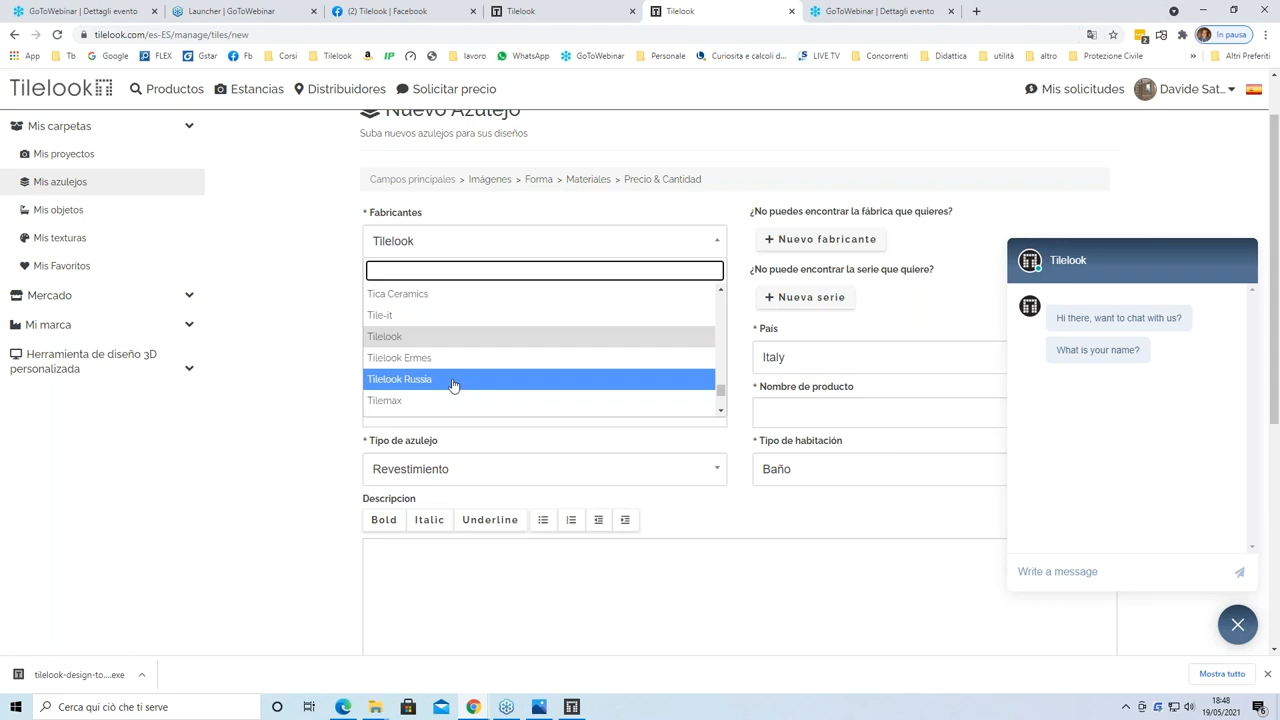 GoToWebinar | Dettagli evento
Launcher | GoToWebinar
(2) Tilelook | Facebook
Tilelook
Tilelook
GoToWebinar | Dettagli evento
tilelook.com/es-ES/manage/tiles/new
2
In pausa
App
Tb
Google
FLEX
Gstar
Fb
Corsi
Tilelook
IP
lavoro
WhatsApp
GoToWebinar
Personale
Curiosita e calcoli d...
LIVE TV
Concorrenti
Didattica
utilità
altro
Protezione Civile
»
Altri Preferiti
Tilelook
Productos
Estancias
Distribuidores
Solicitar precio
Mis solicitudes
Davide Sat...
Mis carpetas
Mis proyectos
Mis azulejos
Mis objetos
Mis texturas
Mis Favoritos
Mercado
Mi marca
Herramienta de diseño 3D
personalizada
Nuevo Azulejo
Suba nuevos azulejos para sus diseños
Campos principales > Imágenes > Forma > Materiales > Precio & Cantidad
* Fabricantes
Tilelook
Tica Ceramics
Tile-it
Tilelook
Tilelook Ermes
Tilelook Russia
Tilemax
¿No puedes encontrar la fábrica que quieres?
+ Nuevo fabricante
¿No puede encontrar la serie que quiere?
+ Nueva serie
* País
Italy
* Nombre de producto
* Tipo de azulejo
Revestimiento
* Tipo de habitación
Baño
Descripcion
Bold
Italic
Underline
Tilelook
Hi there, want to chat with us?
What is your name?
Write a message
tilelook-design-to....exe
Mostra tutto
Cerca qui ciò che ti serve
18:48
19/05/2021
6